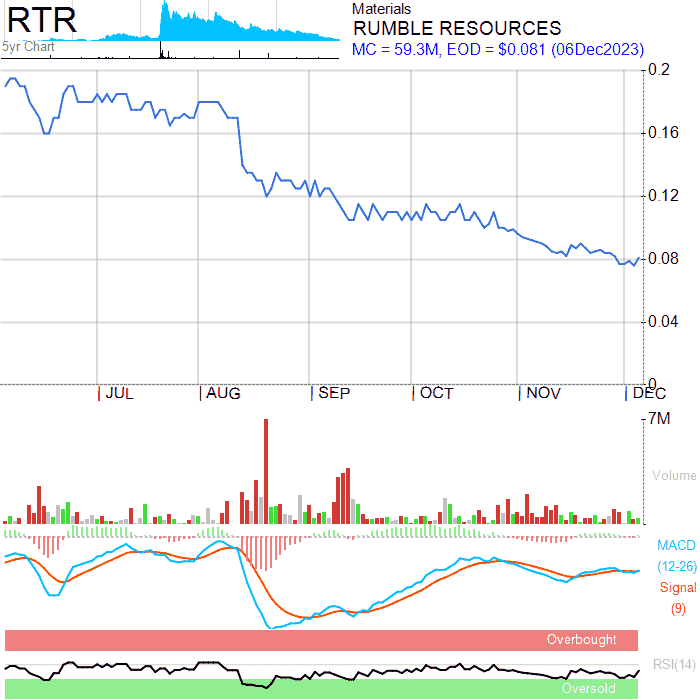 RTR
5yr Chart
Materials
RUMBLE RESOURCES
MC = 59.3M, EOD = $0.081 (06Dec2023)
0.2
0.16
0.12
0.08
0.04
0
JUL
AUG
SEP
OCT
NOV
DEC
7M
Volume
MACD
(12-26)
Signal
(9)
Overbought
RSI(14)
Oversold